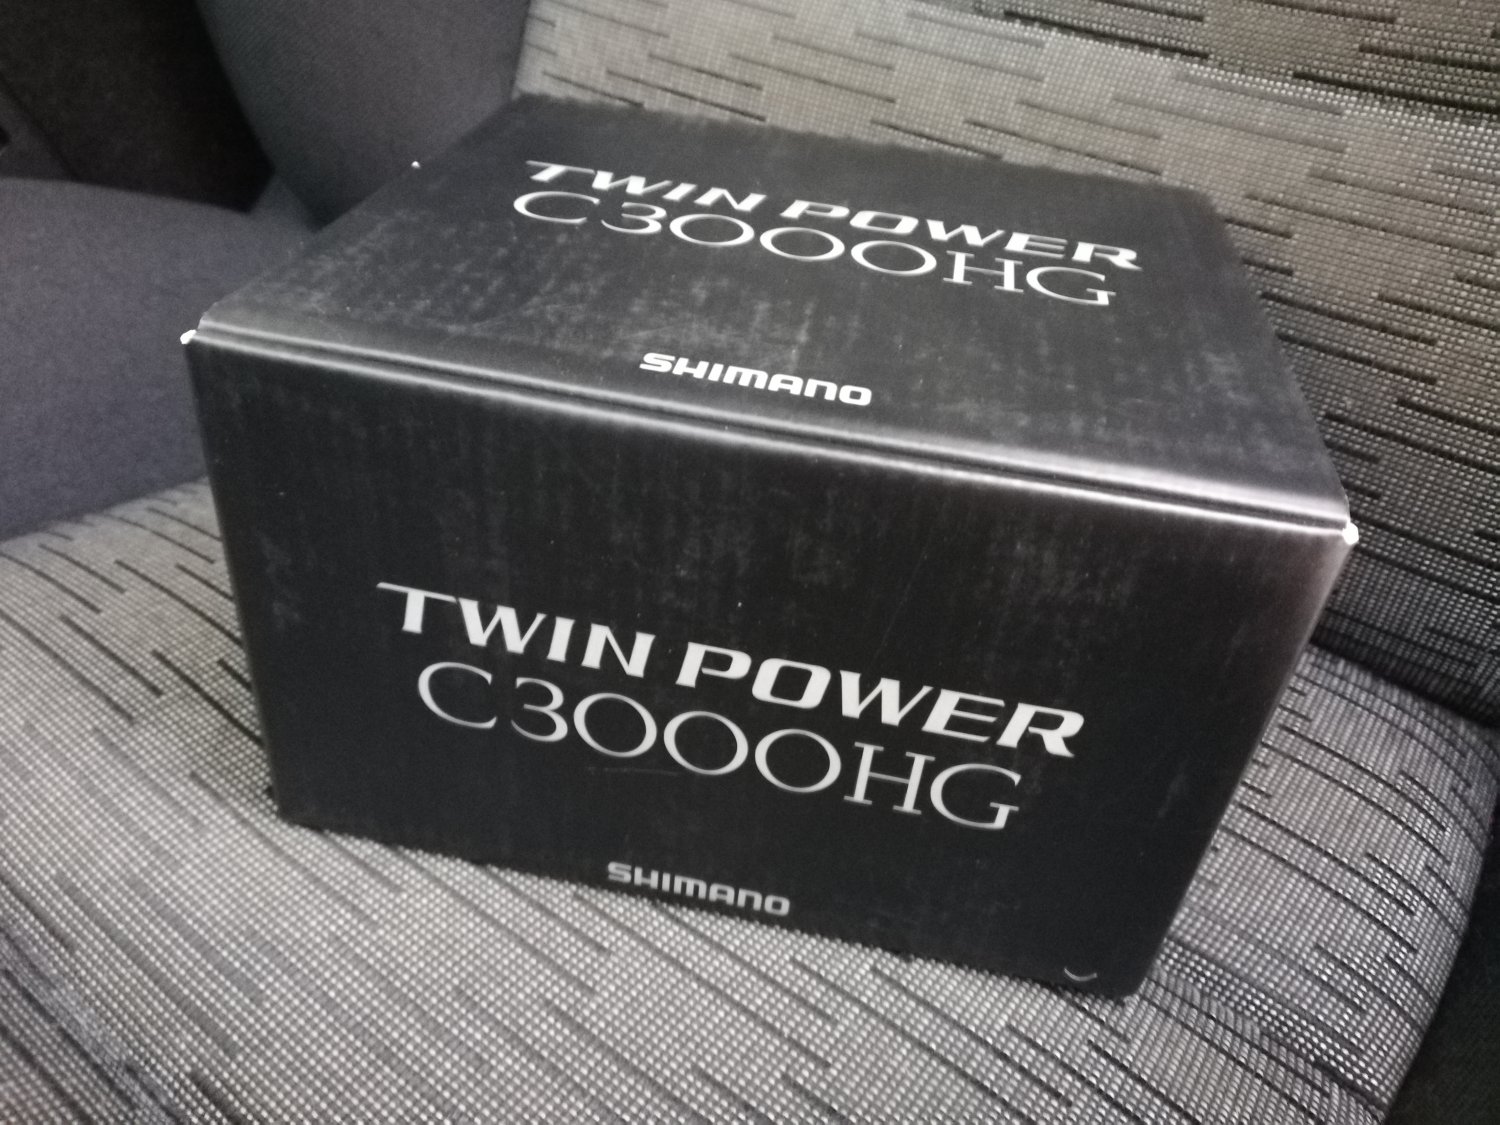 TWIN POWER
C3000HG
SHIMANO
TWIN POWER
C3000HG
SHIMANO